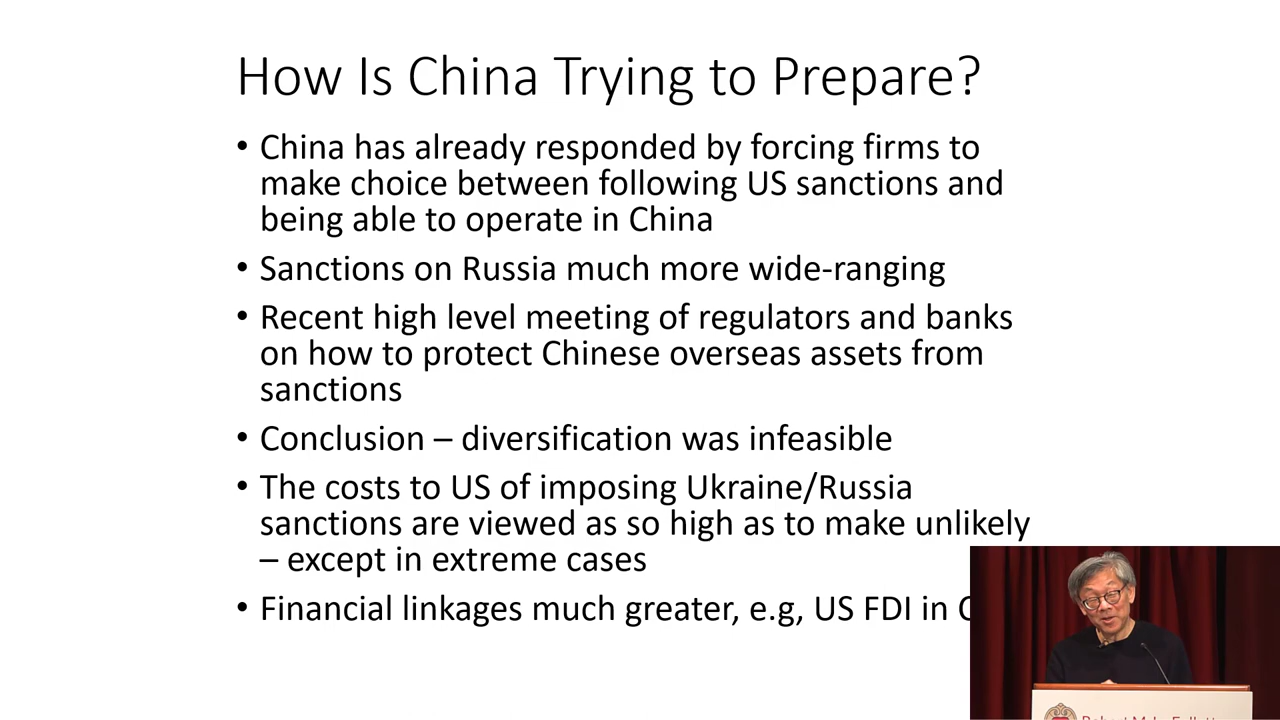 How Is China Trying to Prepare?
• China has already responded by forcing firms to
make choice between following US sanctions and
being able to operate in China
• Sanctions on Russia much more wide-ranging
• Recent high level meeting of regulators and banks
on how to protect Chinese overseas assets from
sanctions
• Conclusion – diversification was infeasible
• The costs to US of imposing Ukraine/Russia
sanctions are viewed as so high as to make unlikely
– except in extreme cases
• Financial linkages much greater, e.g, US FDI in
Robert M.